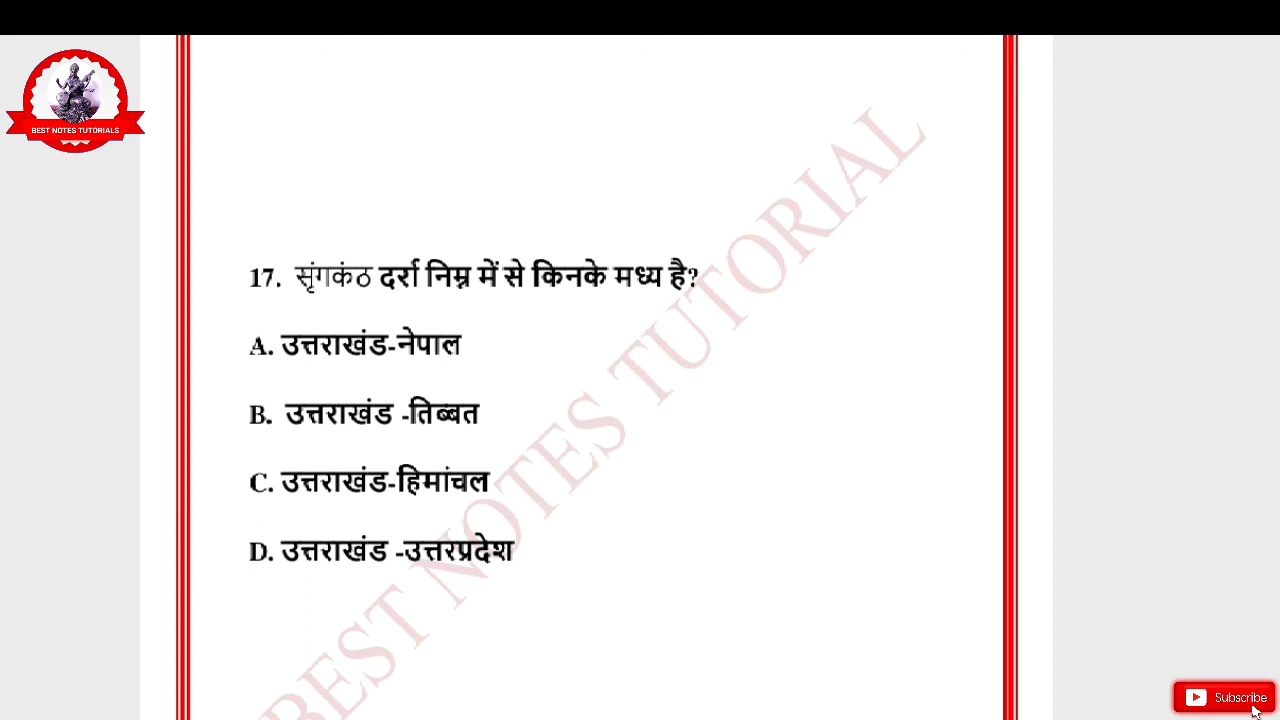 BEST NOTES TUTORIALS
BEST NOTES TUTORIAL
17. सृंगकंठ दर्रा निम्न में से किनके मध्य है?
A. उत्तराखंड-नेपाल
B. उत्तराखंड -तिब्बत
C. उत्तराखंड-हिमांचल
D. उत्तराखंड -उत्तरप्रदेश
Subscribe